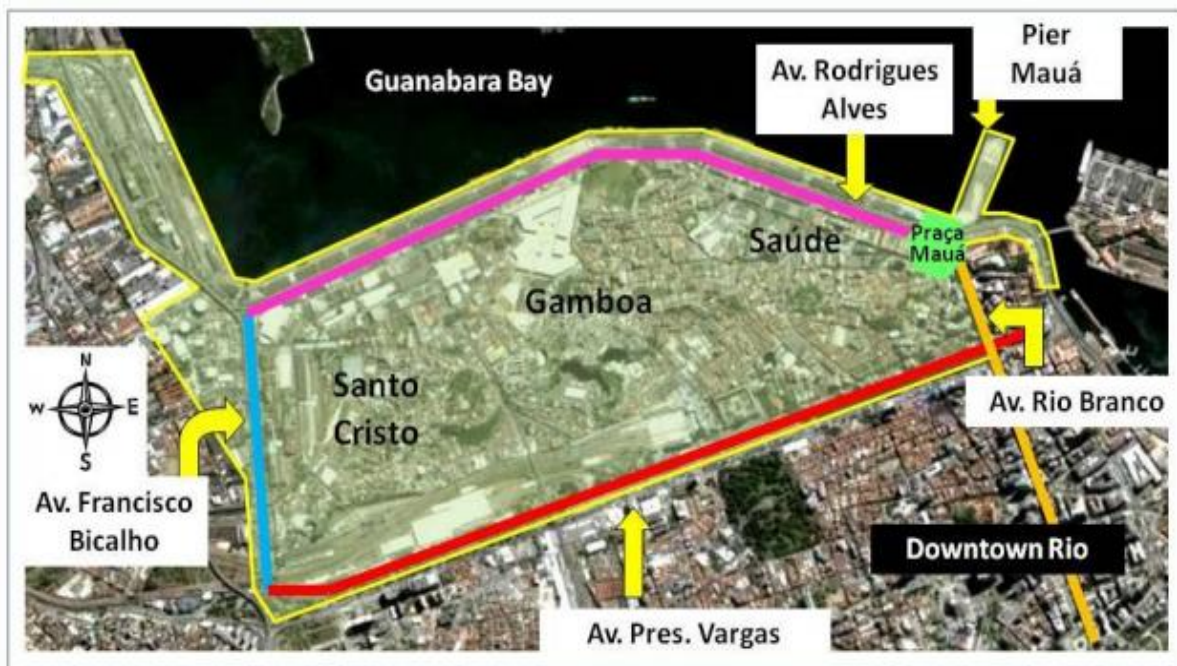 Pier
Mauá
Av. Rodrigues
Alves
Guanabara Bay
Praça
Mauá
Saúde
Gamboa
Santo
Cristo
N
W
E
S
Av. Rio Branco
Av. Francisco
Bicalho
Downtown Rio
Av. Pres. Vargas